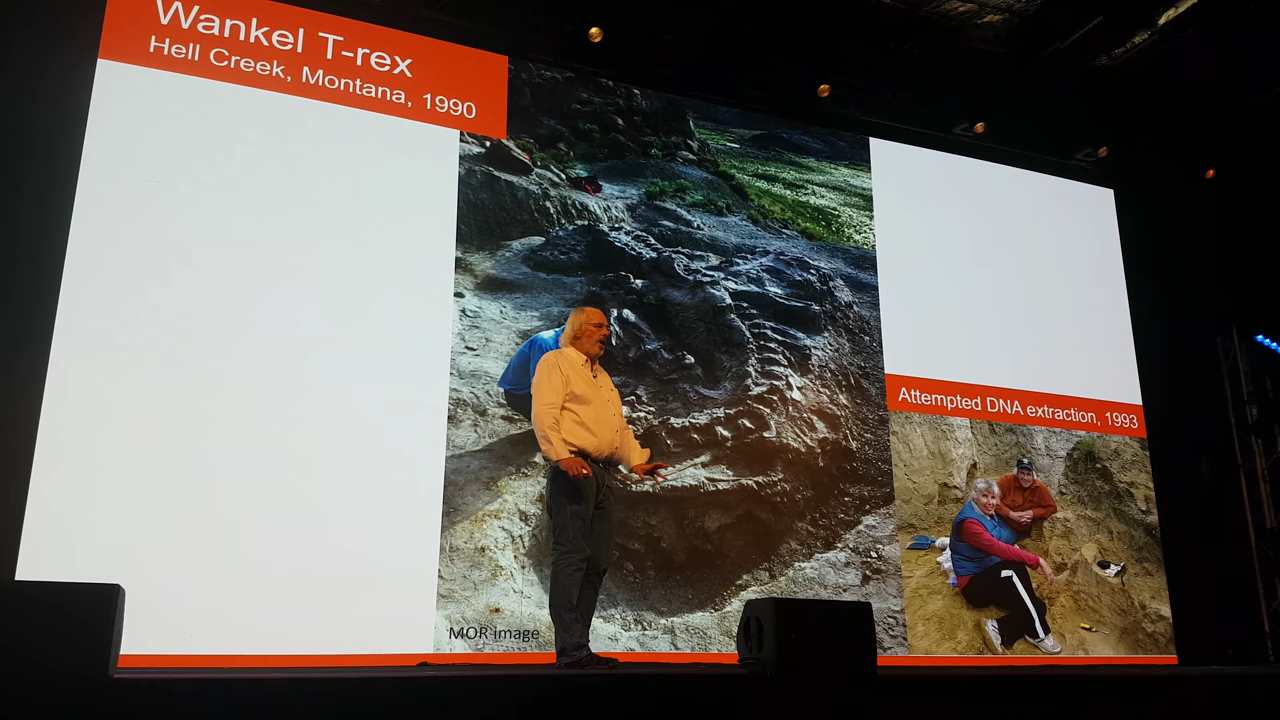 Wankel T-rex
Hell Creek, Montana, 1990
Attempted DNA extraction, 1993
MOR image